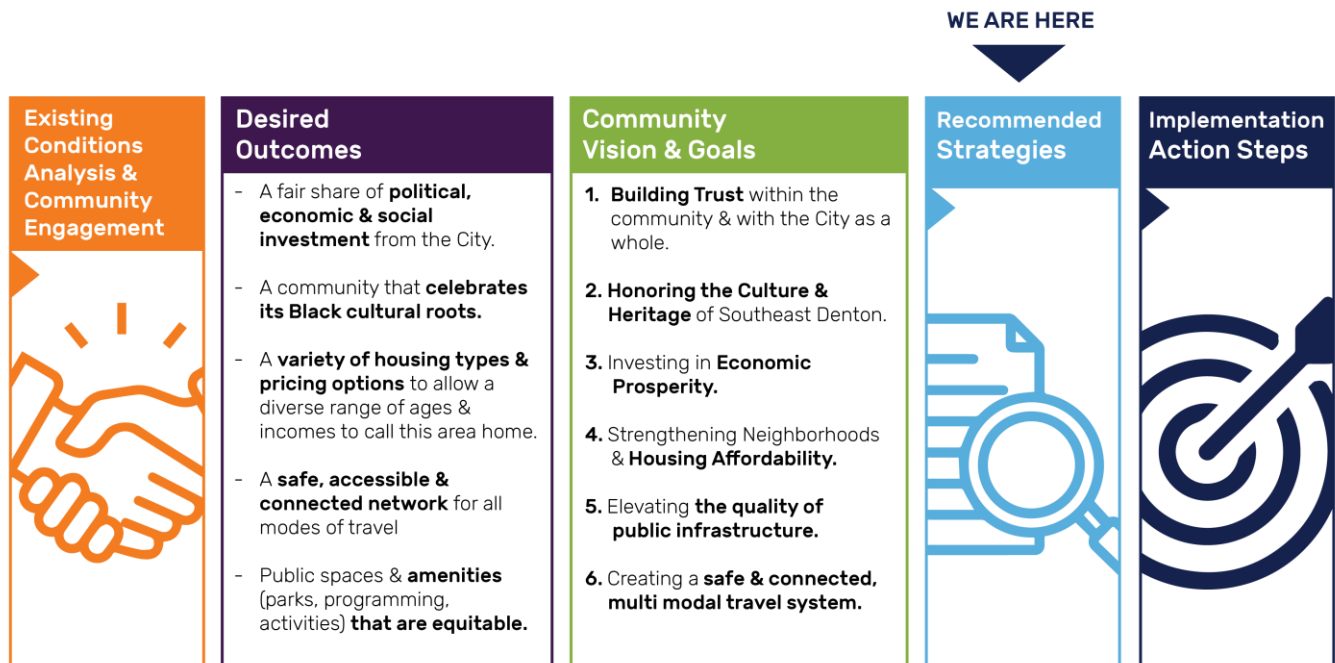 WE ARE HERE
Existing
Conditions
Analysis &
Community
Engagement
Desired
Outcomes
- A fair share of political,
economic & social
investment from the City.
- A community that celebrates
its Black cultural roots.
- A variety of housing types &
pricing options to allow a
diverse range of ages &
incomes to call this area home.
- A safe, accessible &
connected network for all
modes of travel
- Public spaces & amenities
(parks, programming,
activities) that are equitable.
Community
Vision & Goals
1. Building Trust within the
community & with the City as a
whole.
2. Honoring the Culture &
Heritage of Southeast Denton.
3. Investing in Economic
Prosperity.
4. Strengthening Neighborhoods
& Housing Affordability.
5. Elevating the quality of
public infrastructure.
6. Creating a safe & connected,
multi modal travel system.
Recommended
Strategies
Implementation
Action Steps